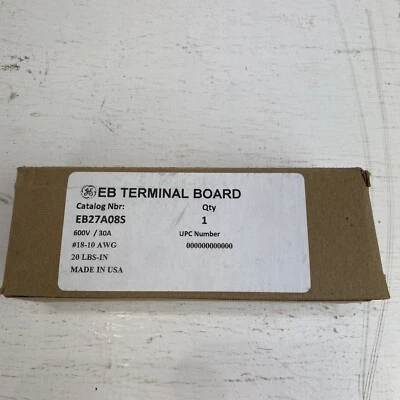 GE EB TERMINAL BOARD
Catalog Nbr: Qty
EB27A08S 1
600V / 30A UPC Number
#18-10 AWG 000000000000
20 LBS-IN
MADE IN USA